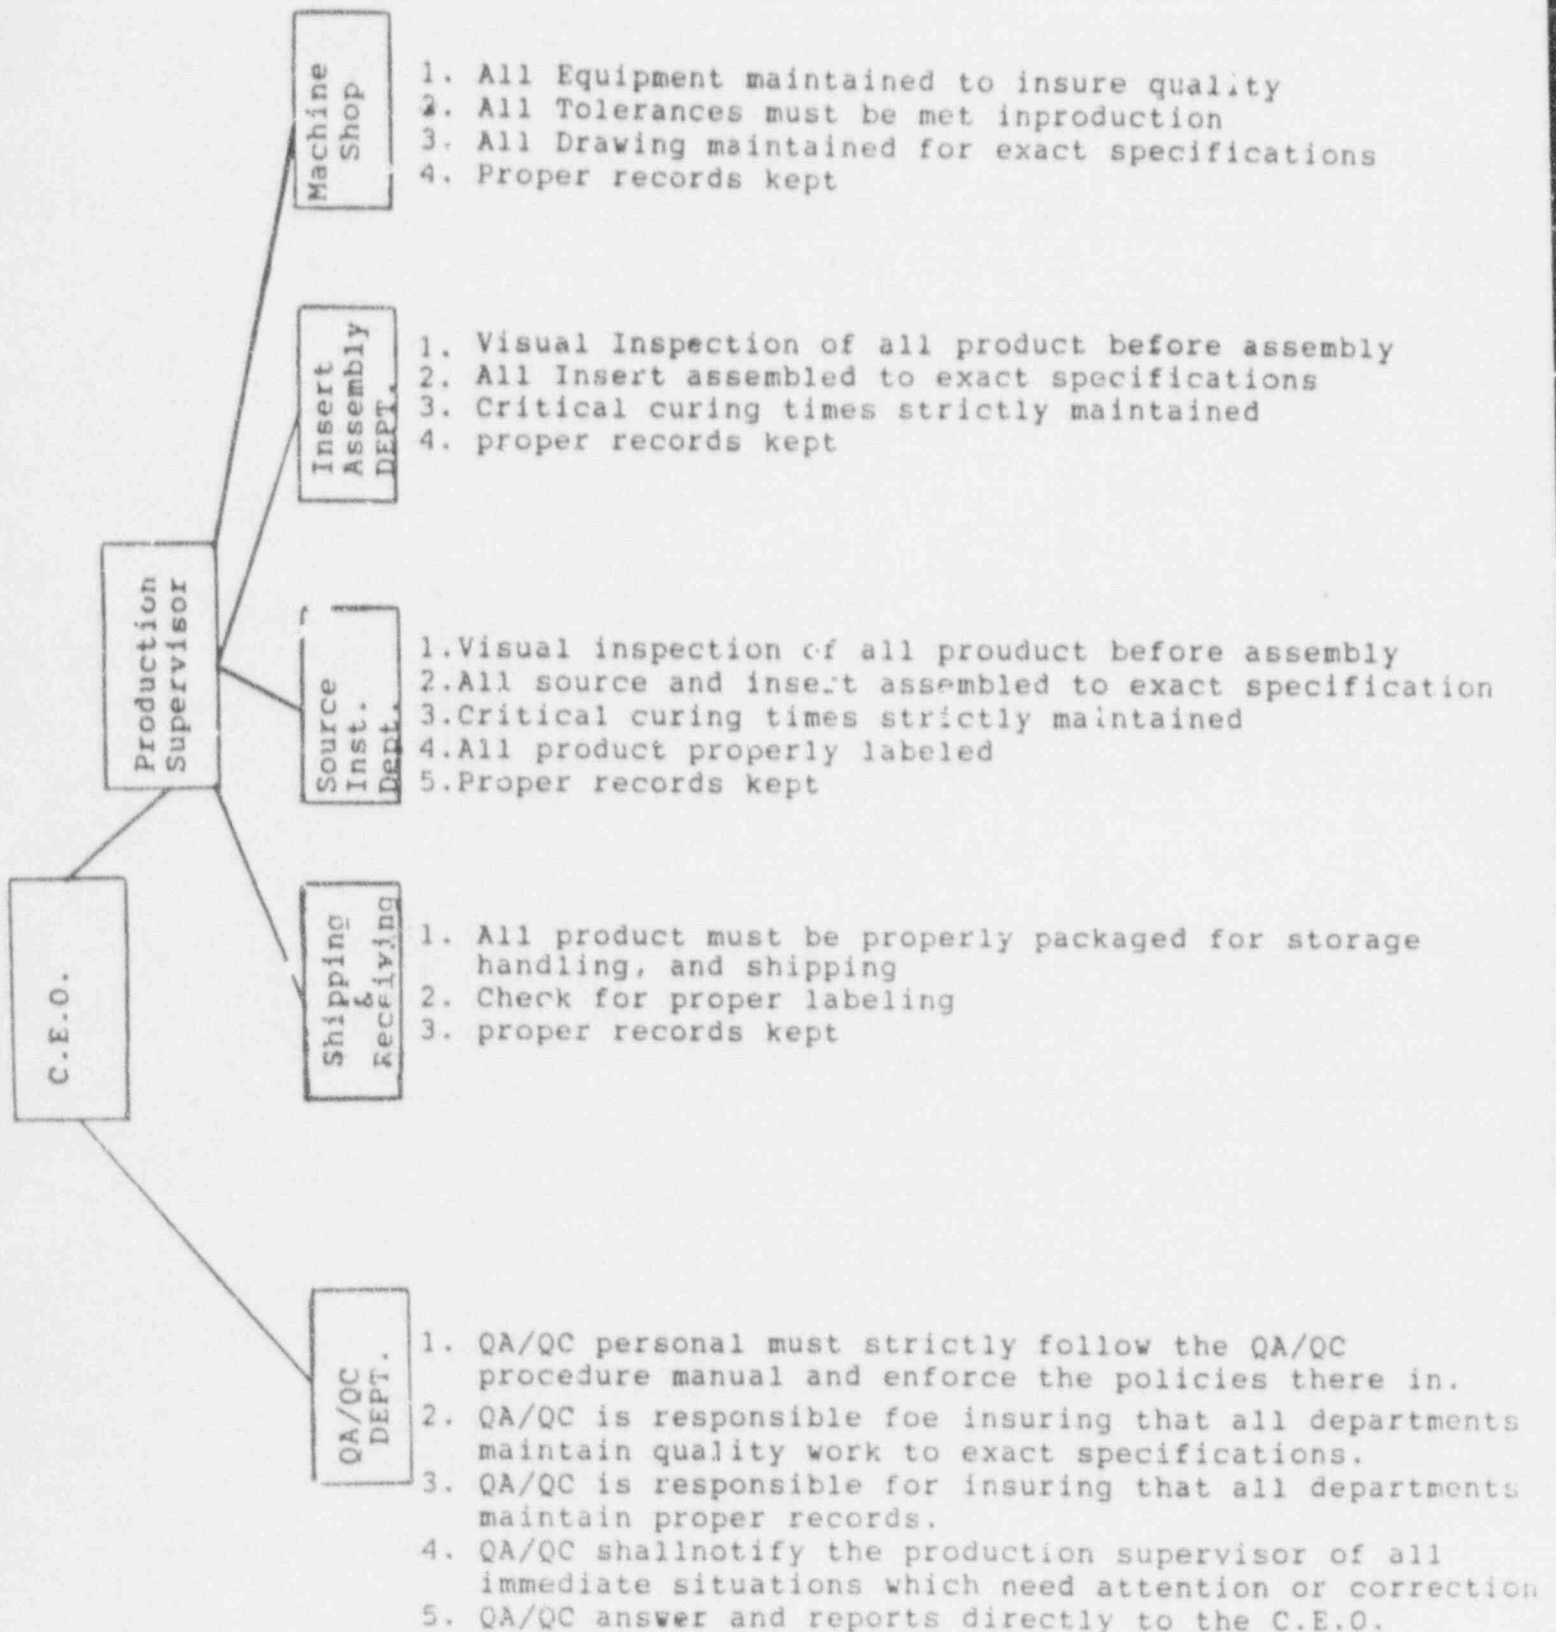 Machine
Shop
1. All Equipment maintained to insure quality
2. All Tolerances must be met inproduction
3. All Drawing maintained for exact specifications
4. Proper records kept
Insert
Assembly
DEPT.
1. Visual Inspection of all product before assembly
2. All Insert assembled to exact specifications
3. Critical curing times strictly maintained
4. proper records kept
Production
Supervisor
Source
Inst.
Dept.
1.Visual inspection of all prouduct before assembly
2.All source and insert assembled to exact specification
3.Critical curing times strictly maintained
4.All product properly labeled
5.Proper records kept
C.E.O.
Shipping
&
Receiving
1. All product must be properly packaged for storage
handling, and shipping
2. Check for proper labeling
3. proper records kept
QA/QC
DEPT.
1. QA/QC personal must strictly follow the QA/QC
procedure manual and enforce the policies there in.
2. QA/QC is responsible foe insuring that all departments
maintain quality work to exact specifications.
3. QA/QC is responsible for insuring that all departments
maintain proper records.
4. QA/QC shallnotify the production supervisor of all
immediate situations which need attention or correction
5. QA/QC answer and reports directly to the C.E.O.